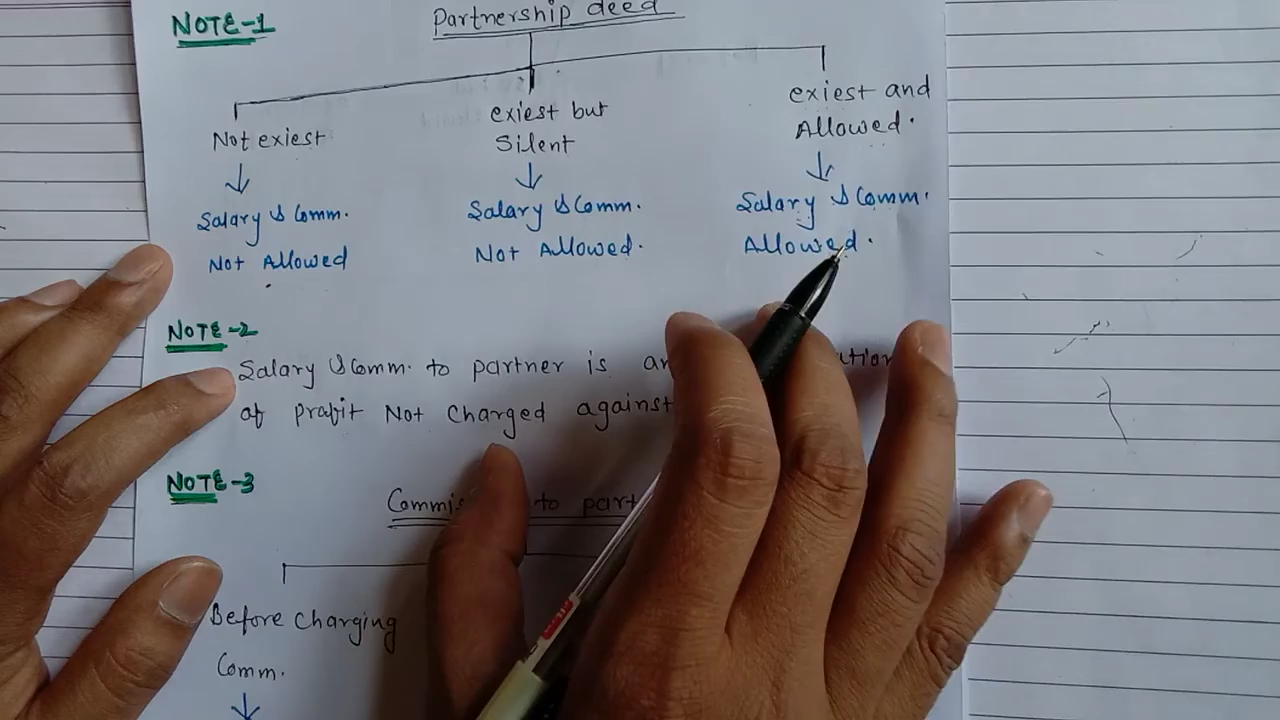 NOTE-1
Partnership deed
Not exiest
exiest but
Silent
exiest and
Allowed.
Salary & Comm.
Not Allowed
Salary & Comm.
Not Allowed.
Salary & Comm.
Allowed.
NOTE-2
Salary & Comm. to partner is
of profit Not Charged against
NOTE-3
to
Before Charging
Comm.